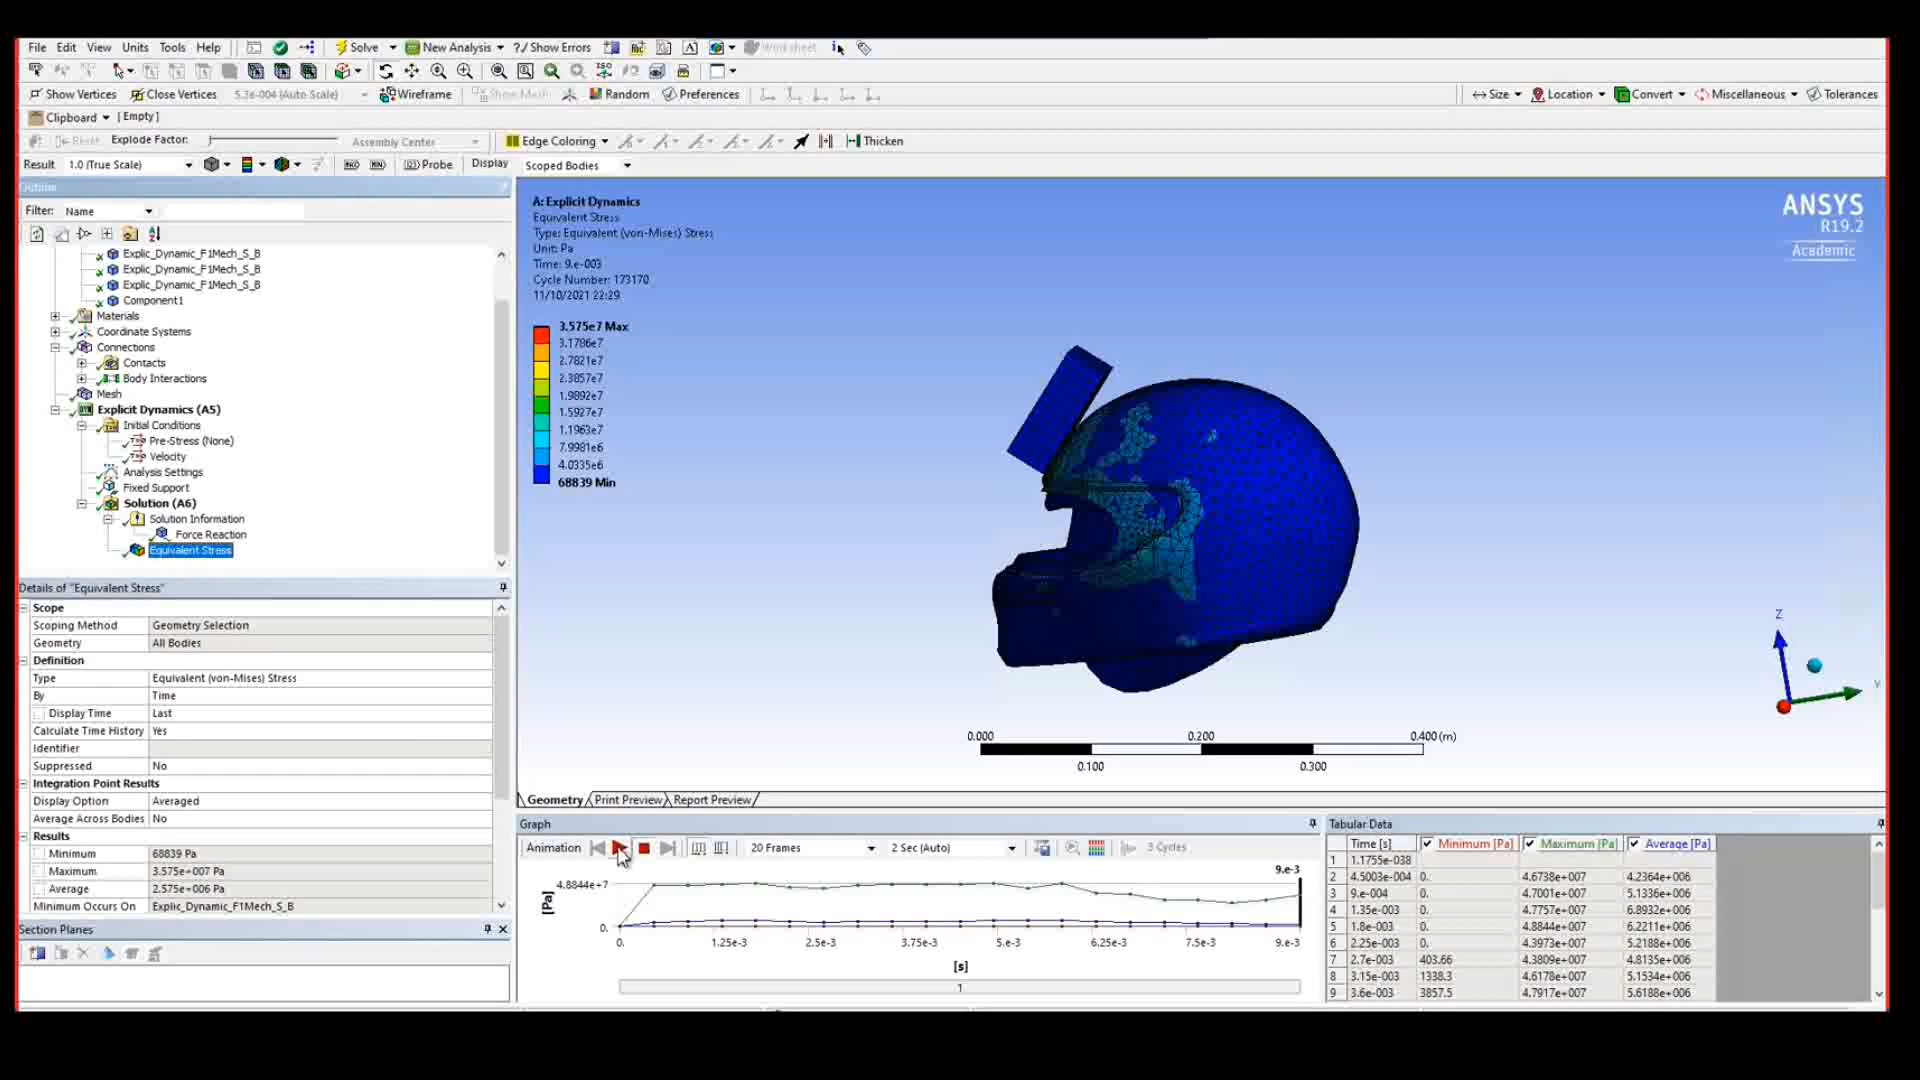 File Edit View Units Tools Help Solve New Analysis ?/ Show Errors Worksheet
Show Vertices Close Vertices 5.3e-004 (Auto Scale) Wireframe Show Mesh Random Preferences Size Location Convert Miscellaneous Tolerances
Clipboard [Empty]
Reset Explode Factor: Assembly Center Edge Coloring Thicken
Result 1.0 (True Scale) Probe Display Scoped Bodies
Outline
Filter: Name
Explic_Dynamic_F1Mech_S_B
Explic_Dynamic_F1Mech_S_B
Explic_Dynamic_F1Mech_S_B
Component1
Materials
Coordinate Systems
Connections
Contacts
Body Interactions
Mesh
Explicit Dynamics (A5)
Initial Conditions
Pre-Stress (None)
Velocity
Analysis Settings
Fixed Support
Solution (A6)
Solution Information
Force Reaction
Equivalent Stress
Details of "Equivalent Stress"
Scope
Scoping Method Geometry Selection
Geometry All Bodies
Definition
Type Equivalent (von-Mises) Stress
By Time
Display Time Last
Calculate Time History Yes
Identifier
Suppressed No
Integration Point Results
Display Option Averaged
Average Across Bodies No
Results
Minimum 68839 Pa
Maximum 3.575e+007 Pa
Average 2.575e+006 Pa
Minimum Occurs On Explic_Dynamic_F1Mech_S_B
Section Planes
A: Explicit Dynamics
Equivalent Stress
Type: Equivalent (von-Mises) Stress
Unit: Pa
Time: 9.e-003
Cycle Number: 173170
11/10/2021 22:29
3.575e7 Max
3.1786e7
2.7821e7
2.3857e7
1.9892e7
1.5927e7
1.1963e7
7.9981e6
4.0335e6
68839 Min
ANSYS
R19.2
Academic
Z
Y
0.000 0.200 0.400 (m)
0.100 0.300
Geometry Print Preview Report Preview
Graph
Animation 20 Frames 2 Sec (Auto) 3 Cycles
9.e-3
4.8844e+7
[Pa]
0.
0. 1.25e-3 2.5e-3 3.75e-3 5.e-3 6.25e-3 7.5e-3 9.e-3
[s]
1
Tabular Data
Time [s] Minimum [Pa] Maximum [Pa] Average [Pa]
1 1.1755e-038
2 4.5003e-004 0. 4.6738e+007 4.2364e+006
3 9.e-004 0. 4.7001e+007 5.1336e+006
4 1.35e-003 0. 4.7757e+007 6.8932e+006
5 1.8e-003 0. 4.8844e+007 6.2211e+006
6 2.25e-003 0. 4.3973e+007 5.2188e+006
7 2.7e-003 403.66 4.3809e+007 4.8135e+006
8 3.15e-003 1338.3 4.6178e+007 5.1534e+006
9 3.6e-003 3857.5 4.7917e+007 5.6188e+006